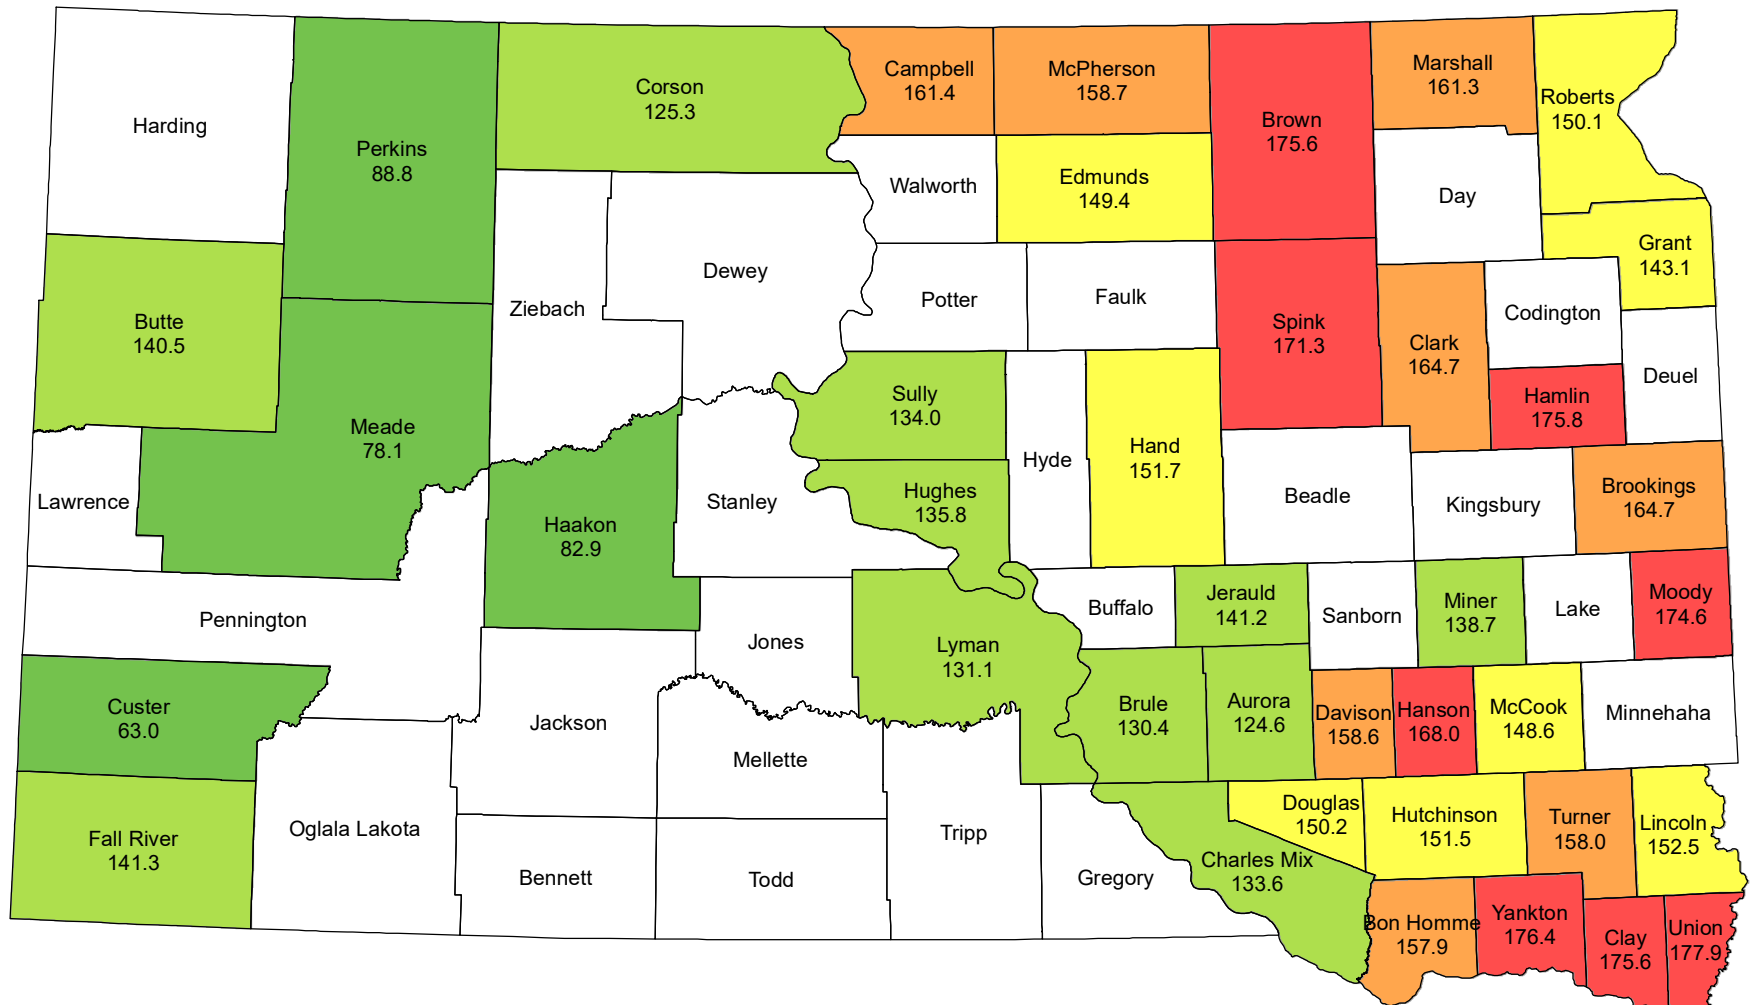 Harding
Perkins
88.8
Corson
125.3
Campbell
161.4
McPherson
158.7
Brown
175.6
Marshall
161.3
Roberts
150.1
Walworth
Edmunds
149.4
Day
Grant
143.1
Butte
140.5
Ziebach
Dewey
Potter
Faulk
Spink
171.3
Clark
164.7
Codington
Deuel
Hamlin
175.8
Meade
78.1
Sully
134.0
Hyde
Hand
151.7
Lawrence
Haakon
82.9
Stanley
Hughes
135.8
Beadle
Kingsbury
Brookings
164.7
Pennington
Jones
Lyman
131.1
Buffalo
Jerauld
141.2
Sanborn
Miner
138.7
Lake
Moody
174.6
Custer
63.0
Jackson
Mellette
Brule
130.4
Aurora
124.6
Davison
158.6
Hanson
168.0
McCook
148.6
Minnehaha
Fall River
141.3
Oglala Lakota
Bennett
Todd
Tripp
Gregory
Charles Mix
133.6
Douglas
150.2
Hutchinson
151.5
Turner
158.0
Lincoln
152.5
Bon Homme
157.9
Yankton
176.4
Clay
175.6
Union
177.9